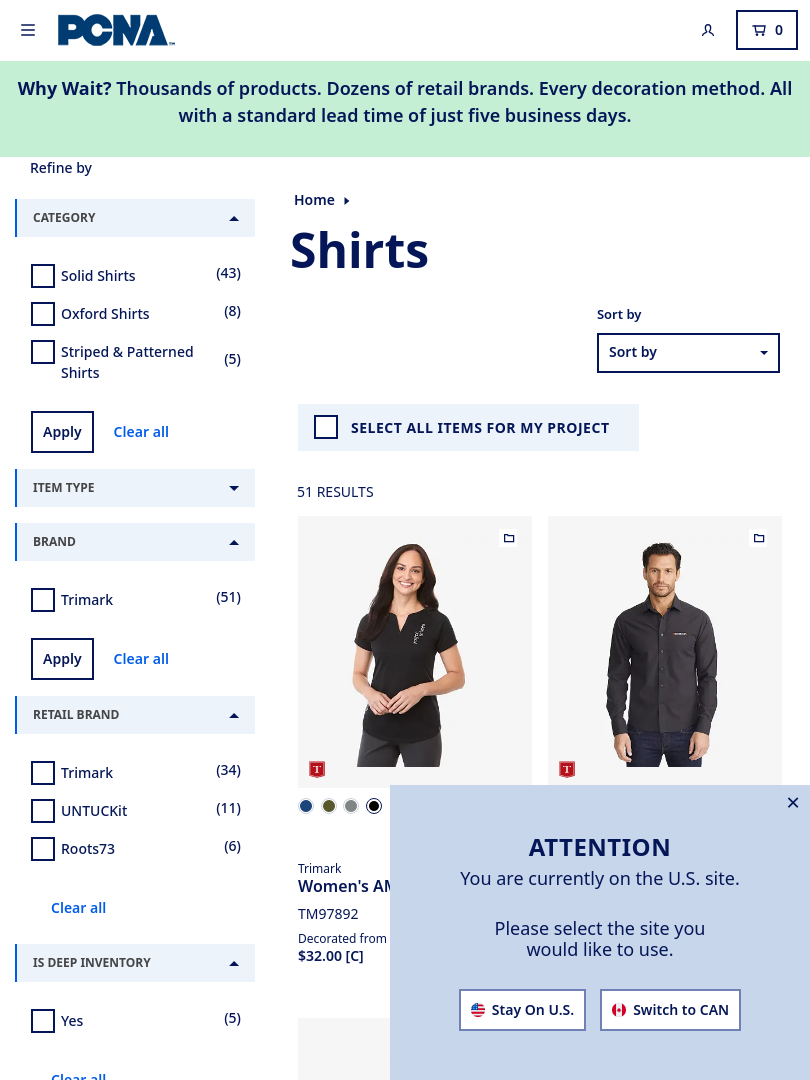 PCNA
0
Why Wait? Thousands of products. Dozens of retail brands. Every decoration method. All
with a standard lead time of just five business days.
Refine by
CATEGORY
Solid Shirts (43)
Oxford Shirts (8)
Striped & Patterned
Shirts (5)
Apply Clear all
ITEM TYPE
BRAND
Trimark (51)
Apply Clear all
RETAIL BRAND
Trimark (34)
UNTUCKit (11)
Roots73 (6)
Clear all
IS DEEP INVENTORY
Yes (5)
Clear all
Home
Shirts
Sort by
Sort by
SELECT ALL ITEMS FOR MY PROJECT
51 RESULTS
T
T
Trimark
Women's
TM97892
Decorated from
$32.00 [C]
ATTENTION
You are currently on the U.S. site.
Please select the site you
would like to use.
Stay On U.S.
Switch to CAN